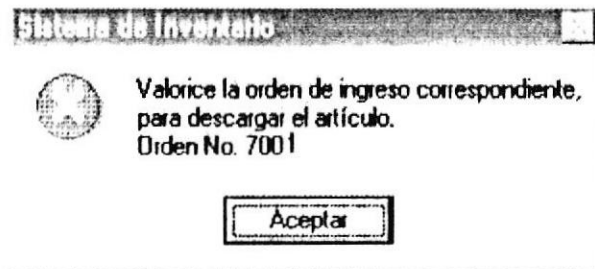 Sistema de Inventario
Valorice la orden de ingreso correspondiente,
para descargar el artículo.
Orden No. 7001
Aceptar